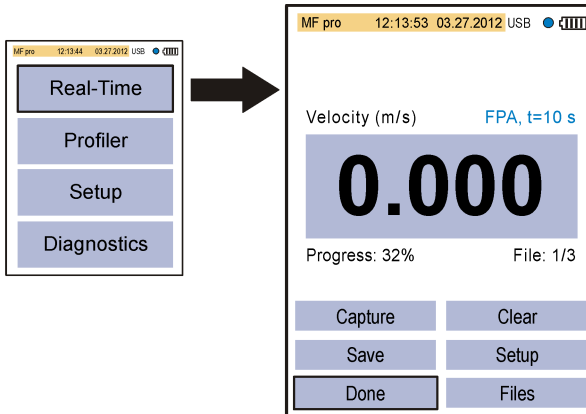 MF pro 12:13:44 03.27.2012 USB
Real-Time
Profiler
Setup
Diagnostics
MF pro 12:13:53 03.27.2012 USB
Velocity (m/s) FPA, t=10 s
0.000
Progress: 32% File: 1/3
Capture Clear
Save Setup
Done Files